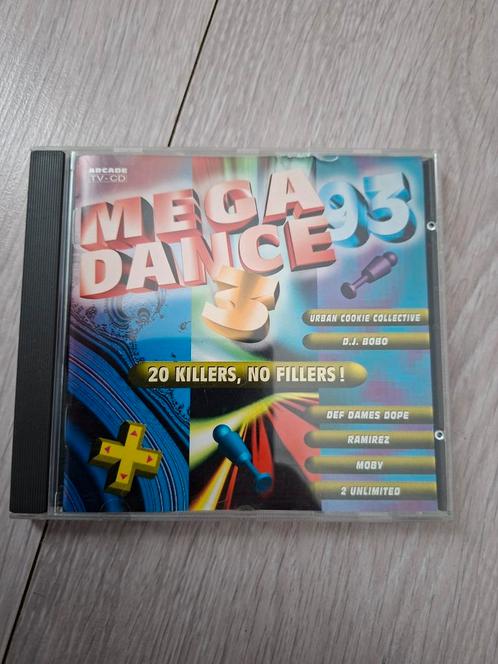 ARCADE
TV-CD
MEGA 93
DANCE
3
URBAN COOKIE COLLECTIVE
D.J. BOBO
20 KILLERS, NO FILLERS !
DEF DAMES DOPE
RAMIREZ
MOBY
2 UNLIMITED